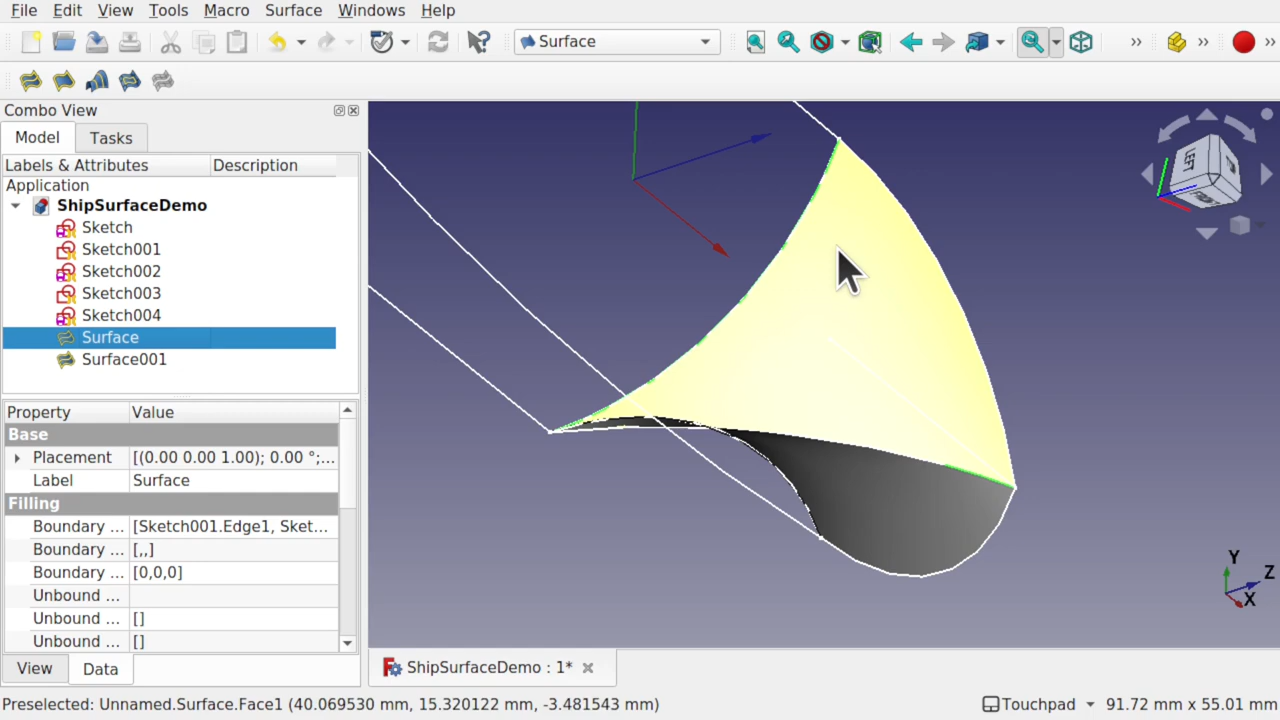 File Edit View Tools Macro Surface Windows Help
Surface
Combo View
Model Tasks
Labels & Attributes Description
Application
ShipSurfaceDemo
Sketch
Sketch001
Sketch002
Sketch003
Sketch004
Surface
Surface001
Property Value
Base
Placement [(0.00 0.00 1.00); 0.00 °;...
Label Surface
Filling
Boundary ... [Sketch001.Edge1, Sket...
Boundary ... [,,]
Boundary ... [0,0,0]
Unbound ...
Unbound ... []
Unbound ... []
View Data
LEFT
Y
Z
X
ShipSurfaceDemo : 1*
Preselected: Unnamed.Surface.Face1 (40.069530 mm, 15.320122 mm, -3.481543 mm)
Touchpad 91.72 mm x 55.01 mm